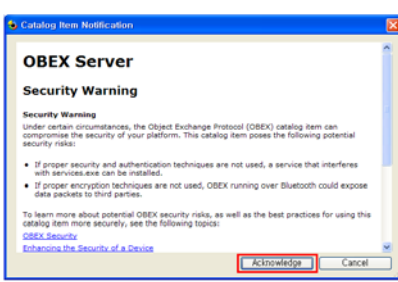 Catalog Item Notification
OBEX Server
Security Warning
Security Warning
Under certain circumstances, the Object Exchange Protocol (OBEX) catalog item can
compromise the security of your platform. This catalog item poses the following potential
security risks:
• If proper security and authentication techniques are not used, a service that interferes
with services.exe can be installed.
• If proper encryption techniques are not used, OBEX running over Bluetooth could expose
data packets to third parties.
To learn more about potential OBEX security risks, as well as the best practices for using this
catalog item more securely, see the following topics:
OBEX Security
Enhancing the Security of a Device
Acknowledge Cancel